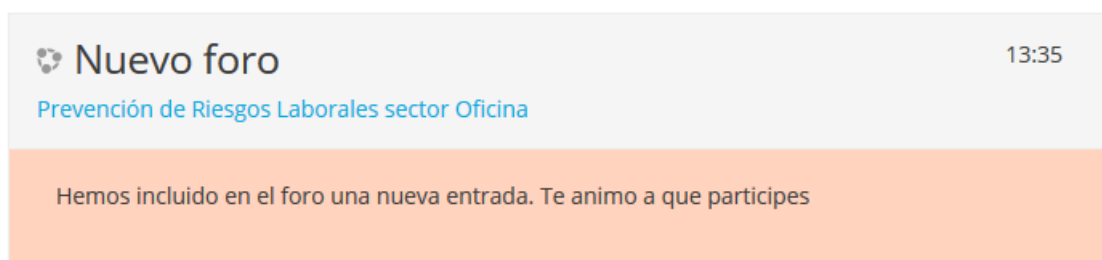 Nuevo foro
13:35
Prevención de Riesgos Laborales sector Oficina
Hemos incluido en el foro una nueva entrada. Te animo a que participes